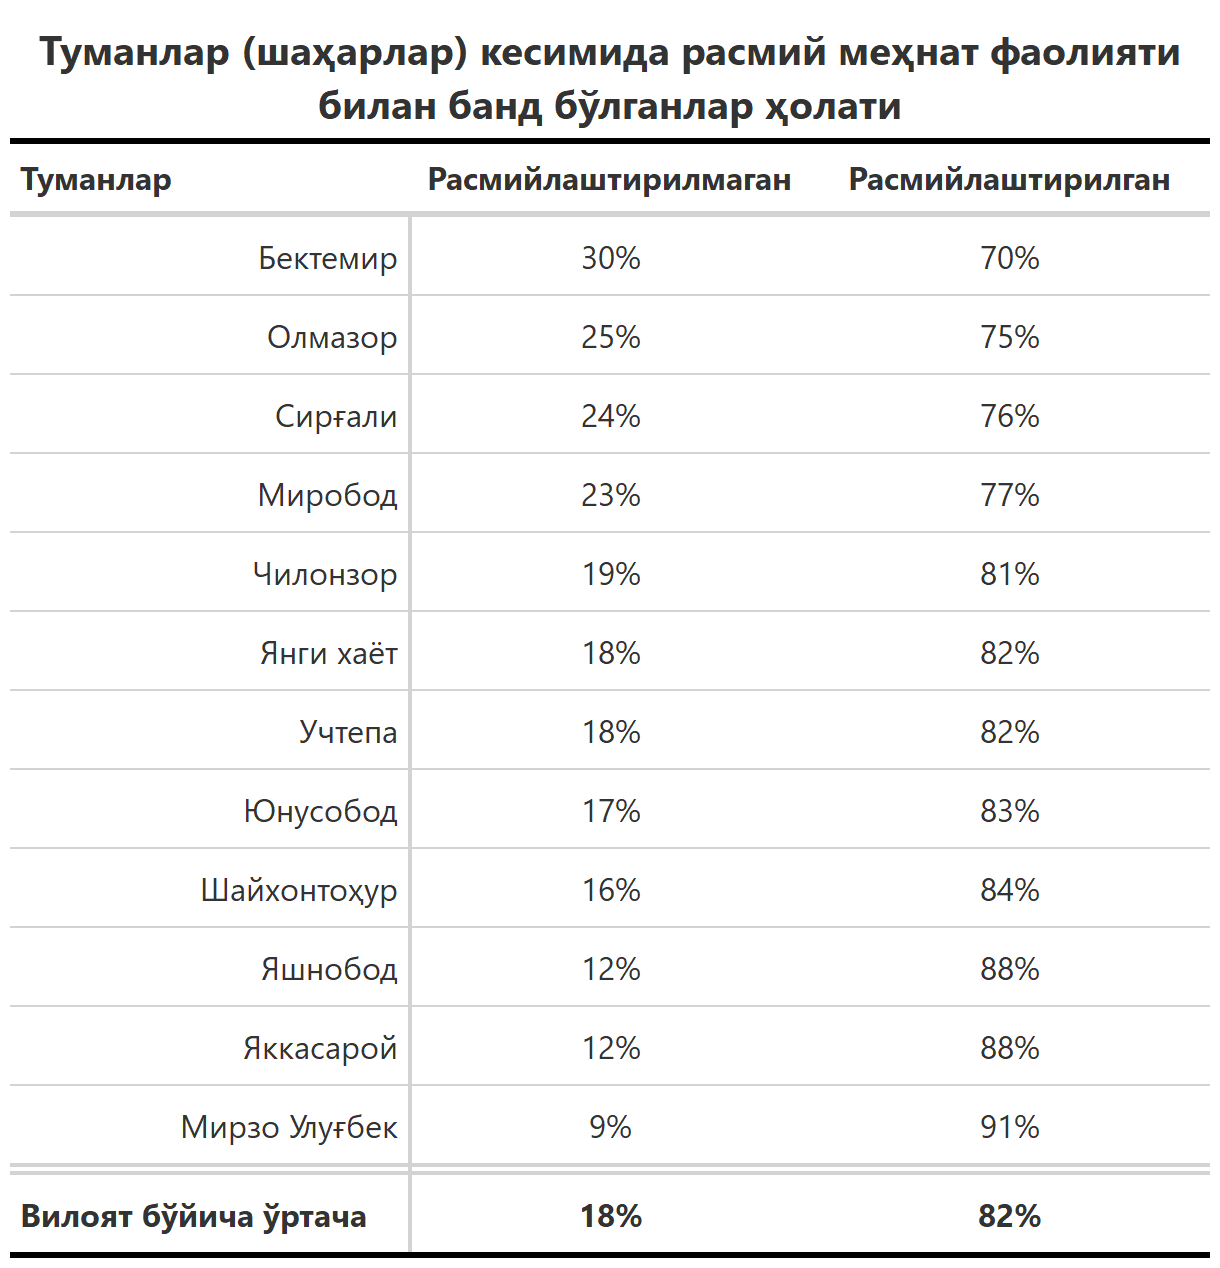 Туманлар (шаҳарлар) кесимида расмий меҳнат фаолияти
билан банд бўлганлар ҳолати
Туманлар Расмийлаштирилмаган Расмийлаштирилган
Бектемир 30% 70%
Олмазор 25% 75%
Сирғали 24% 76%
Миробод 23% 77%
Чилонзор 19% 81%
Янги хаёт 18% 82%
Учтепа 18% 82%
Юнусобод 17% 83%
Шайхонтоҳур 16% 84%
Яшнобод 12% 88%
Яккасарой 12% 88%
Мирзо Улуғбек 9% 91%
Вилоят бўйича ўртача 18% 82%